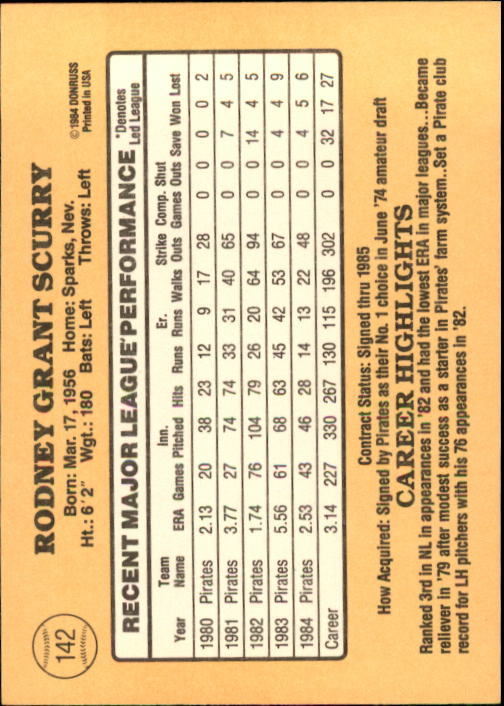 142
RODNEY GRANT SCURRY
Born: Mar. 17, 1956 Home: Sparks, Nev.
Ht.: 6' 2" Wgt.: 180 Bats: Left Throws: Left
© 1984 DONRUSS
Printed in USA
RECENT MAJOR LEAGUE PERFORMANCE
*Denotes
Led League
Year Team Name ERA Games Inn. Pitched Hits Runs Er. Runs Walks Strike Outs Comp. Games Shut Outs Save Won Lost
1980 Pirates 2.13 20 38 23 12 9 17 28 0 0 0 0 2
1981 Pirates 3.77 27 74 74 33 31 40 65 0 0 7 4 5
1982 Pirates 1.74 76 104 79 26 20 64 94 0 0 14 4 5
1983 Pirates 5.56 61 68 63 45 42 53 67 0 0 4 4 9
1984 Pirates 2.53 43 46 28 14 13 22 48 0 0 4 5 6
Career 3.14 227 330 267 130 115 196 302 0 0 32 17 27
Contract Status: Signed thru 1985
How Acquired: Signed by Pirates as their No. 1 choice in June '74 amateur draft
CAREER HIGHLIGHTS
Ranked 3rd in NL in appearances in '82 and had the lowest ERA in major leagues...Became
reliever in '79 after modest success as a starter in Pirates' farm system...Set a Pirate club
record for LH pitchers with his 76 appearances in '82.